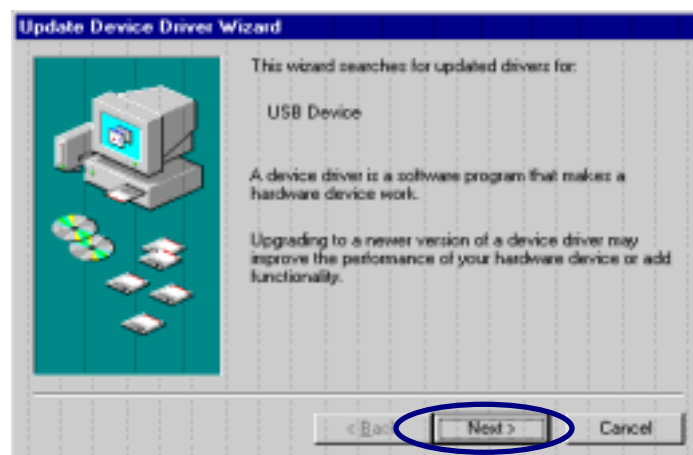 Update Device Driver Wizard
This wizard searches for updated drivers for:
USB Device
A device driver is a software program that makes a
hardware device work.
Upgrading to a newer version of a device driver may
improve the performance of your hardware device or add
functionality.
< Back Next > Cancel